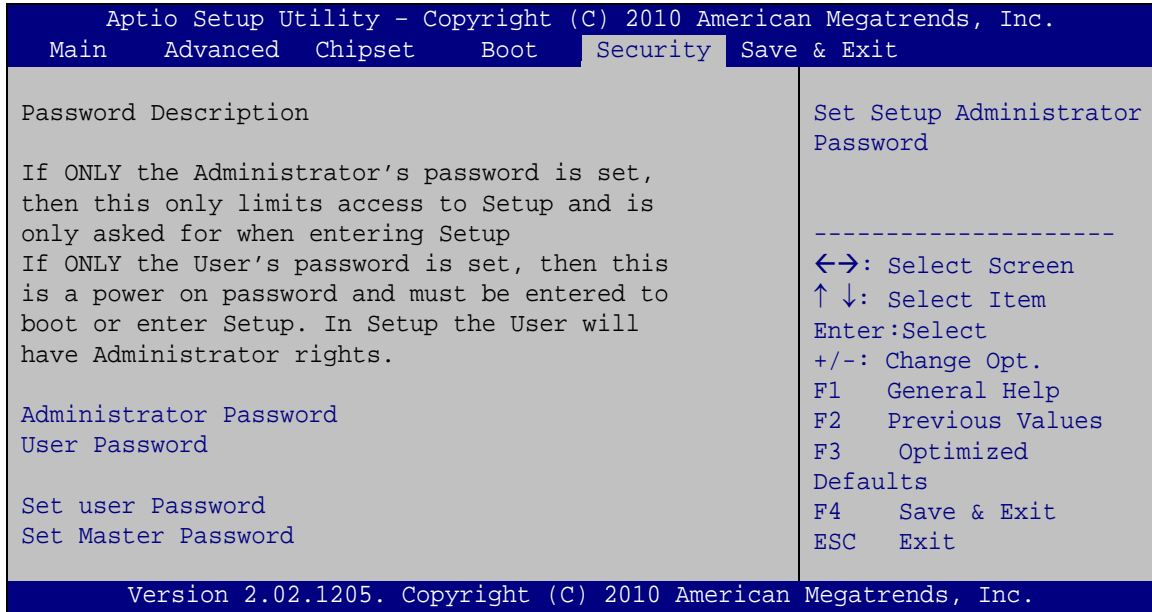 Aptio Setup Utility – Copyright (C) 2010 American Megatrends, Inc.
Main Advanced Chipset Boot Security Save & Exit
Password Description
If ONLY the Administrator’s password is set,
then this only limits access to Setup and is
only asked for when entering Setup
If ONLY the User’s password is set, then this
is a power on password and must be entered to
boot or enter Setup. In Setup the User will
have Administrator rights.
Administrator Password
User Password
Set user Password
Set Master Password
Set Setup Administrator
Password
---------------------
←→: Select Screen
↑ ↓: Select Item
Enter:Select
+/-: Change Opt.
F1 General Help
F2 Previous Values
F3 Optimized
Defaults
F4 Save & Exit
ESC Exit
Version 2.02.1205. Copyright (C) 2010 American Megatrends, Inc.